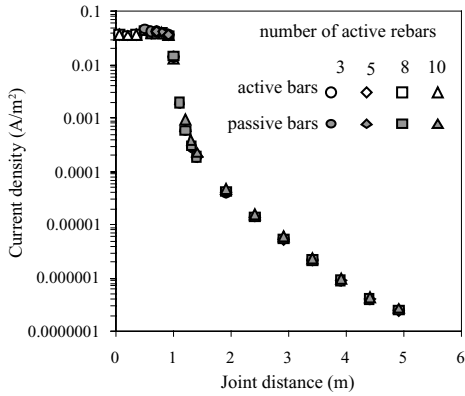 number of active rebars
3 5 8 10
active bars
passive bars
Current density (A/m²)
0.1
0.01
0.001
0.0001
0.00001
0.000001
0.0000001
0 1 2 3 4 5 6
Joint distance (m)